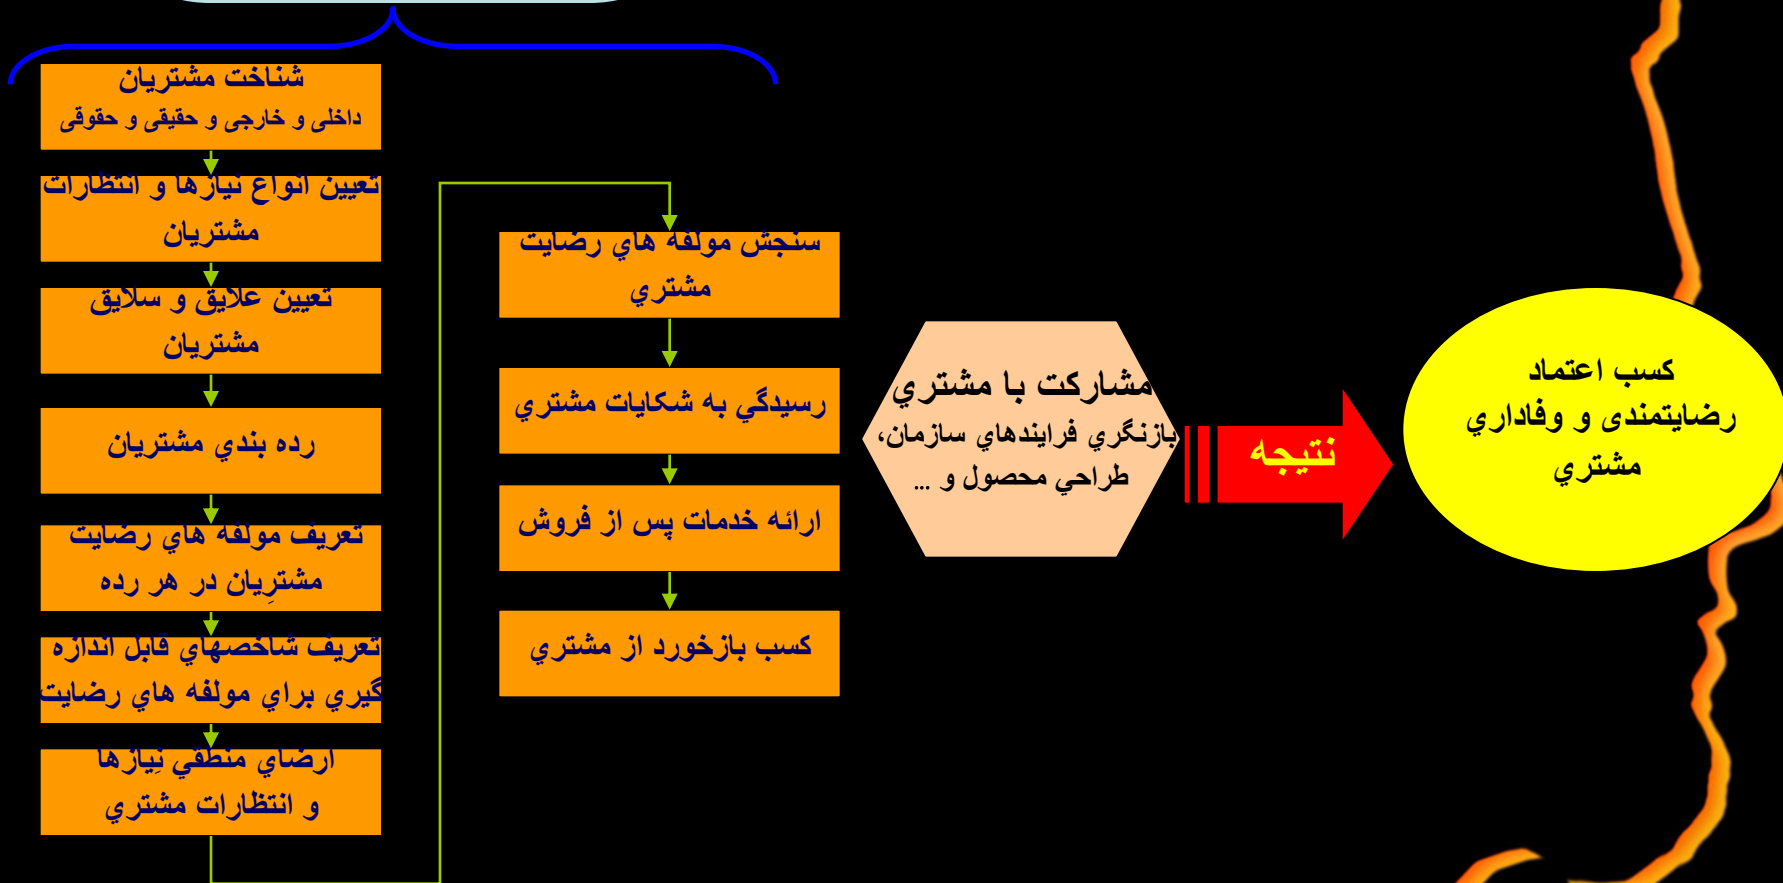 شناخت مشتريان
داخلی و خارجی و حقیقی و حقوقی
تعيين انواع نيازها و انتظارات
مشتريان
تعيين علايق و سلايق
مشتريان
رده بندي مشتريان
تعريف مولفه هاي رضايت
مشترِيان در هر رده
تعريف شاخصهاي قابل اندازه
گيري براي مولفه هاي رضايت
ارضاي منطقي نِيازها
و انتظارات مشتري
سنجش مولفه هاي رضايت
مشتري
رسيدگي به شكايات مشتري
ارائه خدمات پس از فروش
كسب بازخورد از مشتري
مشاركت با مشتري
بازنگري فرايندهاي سازمان،
طراحي محصول و ...
نتيجه
كسب اعتماد
رضايتمندی و وفاداري
مشتري